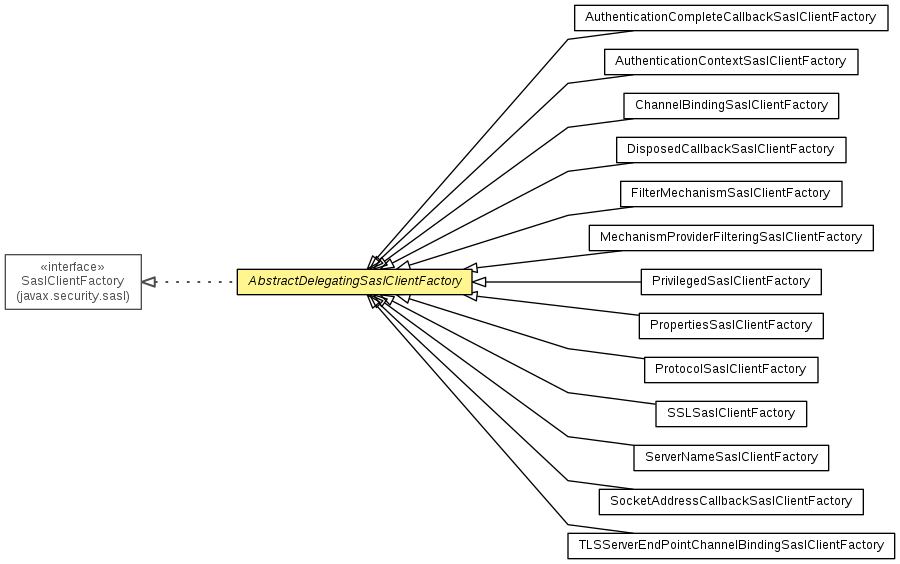 AuthenticationCompleteCallbackSaslClientFactory
AuthenticationContextSaslClientFactory
ChannelBindingSaslClientFactory
DisposedCallbackSaslClientFactory
FilterMechanismSaslClientFactory
MechanismProviderFilteringSaslClientFactory
«interface»
SaslClientFactory
(javax.security.sasl)
AbstractDelegatingSaslClientFactory
PrivilegedSaslClientFactory
PropertiesSaslClientFactory
ProtocolSaslClientFactory
SSLSaslClientFactory
ServerNameSaslClientFactory
SocketAddressCallbackSaslClientFactory
TLSServerEndPointChannelBindingSaslClientFactory